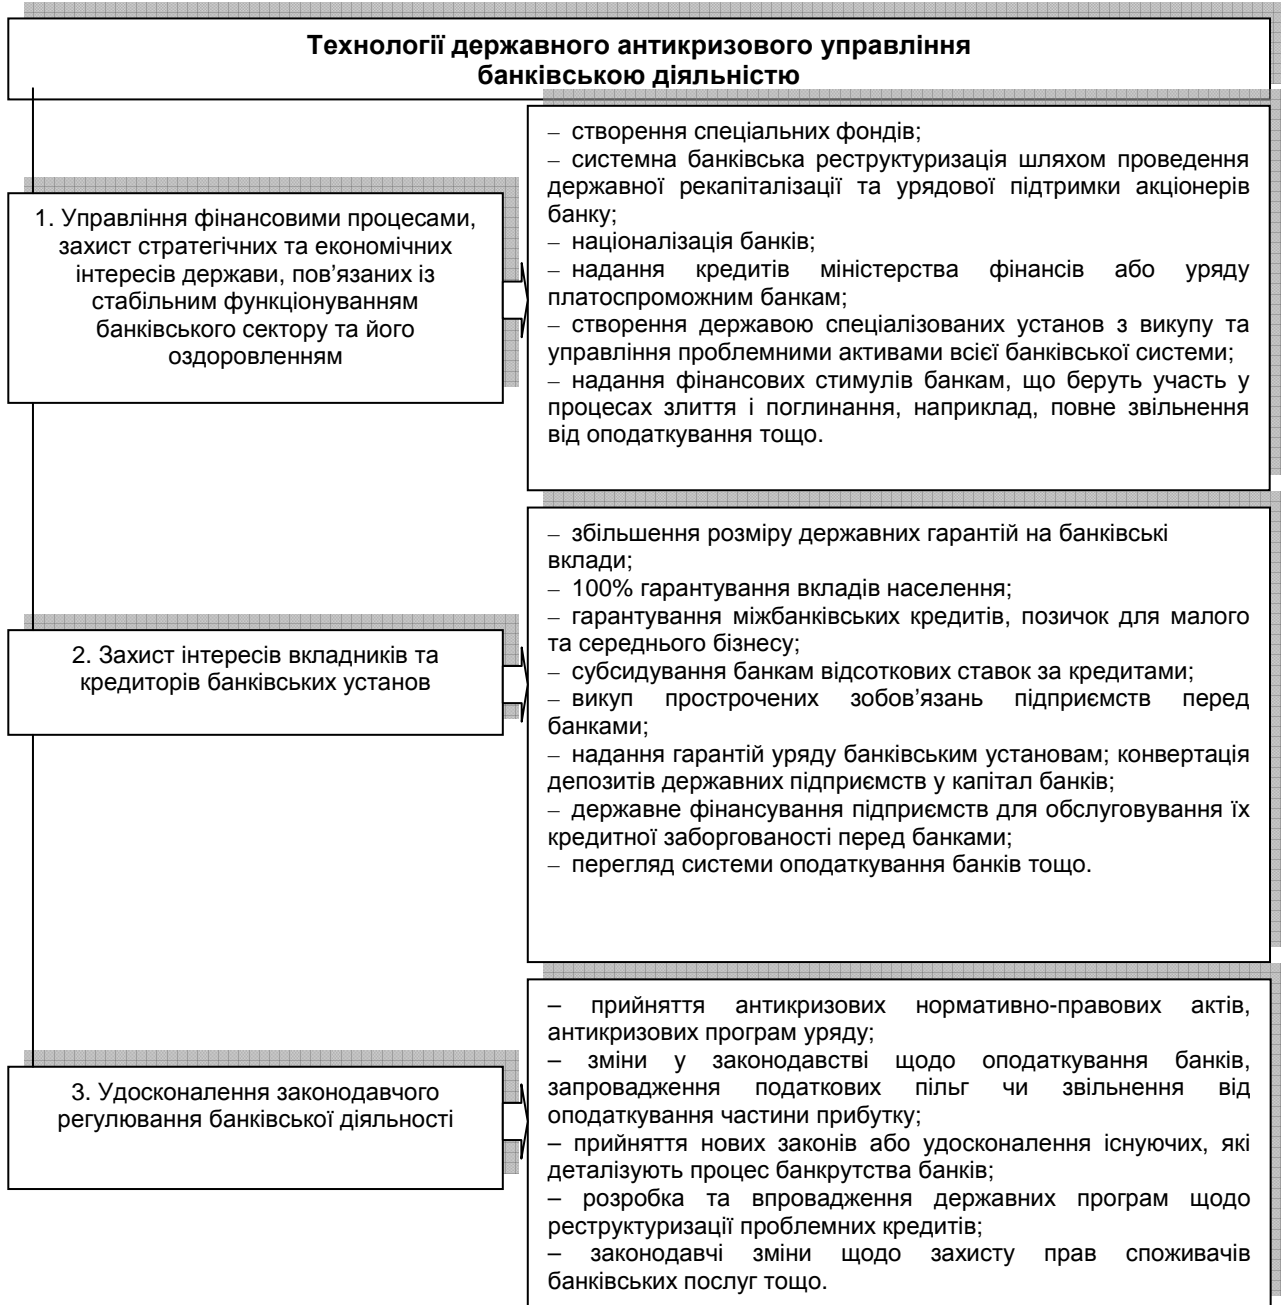 Технології державного антикризового управління
банківською діяльністю
1. Управління фінансовими процесами,
захист стратегічних та економічних
інтересів держави, пов’язаних із
стабільним функціонуванням
банківського сектору та його
оздоровленням
– створення спеціальних фондів;
– системна банківська реструктуризація шляхом проведення
державної рекапіталізації та урядової підтримки акціонерів
банку;
– націоналізація банків;
– надання кредитів міністерства фінансів або уряду
платоспроможним банкам;
– створення державою спеціалізованих установ з викупу та
управління проблемними активами всієї банківської системи;
– надання фінансових стимулів банкам, що беруть участь у
процесах злиття і поглинання, наприклад, повне звільнення
від оподаткування тощо.
2. Захист інтересів вкладників та
кредиторів банківських установ
– збільшення розміру державних гарантій на банківські
вклади;
– 100% гарантування вкладів населення;
– гарантування міжбанківських кредитів, позичок для малого
та середнього бізнесу;
– субсидування банкам відсоткових ставок за кредитами;
– викуп прострочених зобов’язань підприємств перед
банками;
– надання гарантій уряду банківським установам; конвертація
депозитів державних підприємств у капітал банків;
– державне фінансування підприємств для обслуговування їх
кредитної заборгованості перед банками;
– перегляд системи оподаткування банків тощо.
3. Удосконалення законодавчого
регулювання банківської діяльності
– прийняття антикризових нормативно-правових актів,
антикризових програм уряду;
– зміни у законодавстві щодо оподаткування банків,
запровадження податкових пільг чи звільнення від
оподаткування частини прибутку;
– прийняття нових законів або удосконалення існуючих, які
деталізують процес банкрутства банків;
– розробка та впровадження державних програм щодо
реструктуризації проблемних кредитів;
– законодавчі зміни щодо захисту прав споживачів
банківських послуг тощо.